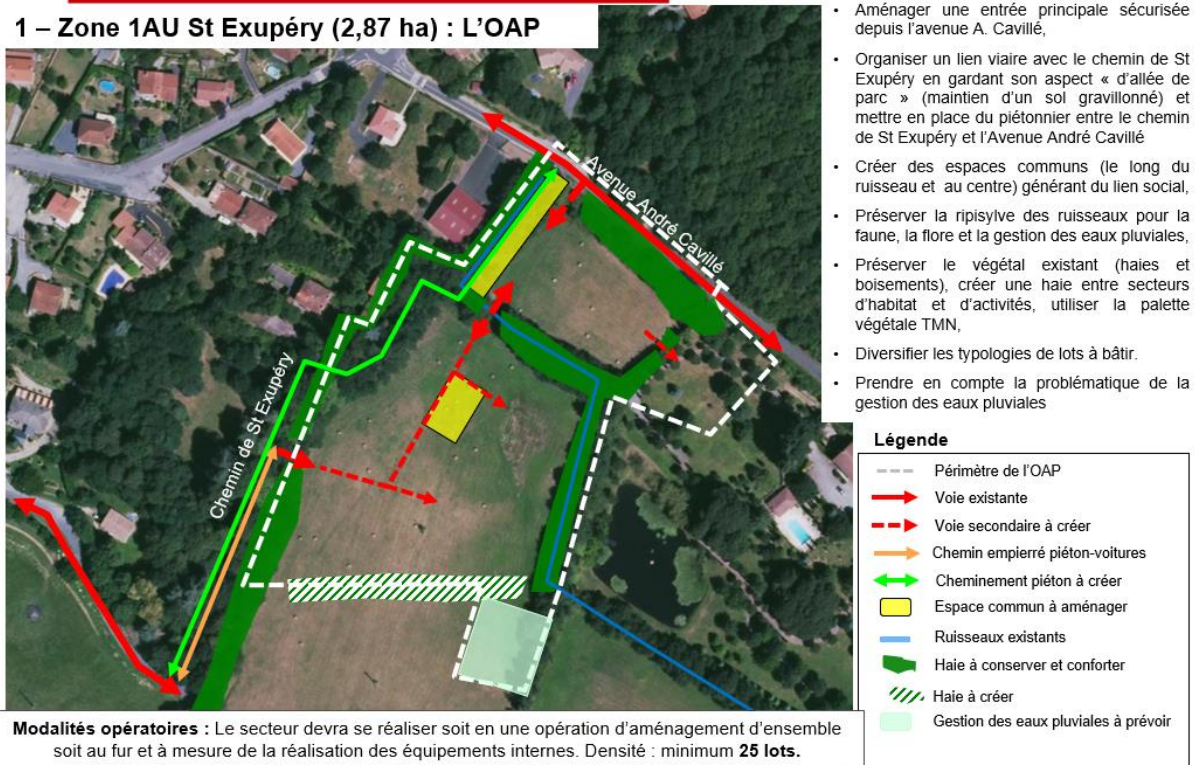 1 – Zone 1AU St Exupéry (2,87 ha) : L’OAP
• Aménager une entrée principale sécurisée
depuis l’avenue A. Cavillé,
• Organiser un lien viaire avec le chemin de St
Exupéry en gardant son aspect « d’allée de
parc » (maintien d’un sol gravillonné) et
mettre en place du piétonnier entre le chemin
de St Exupéry et l’Avenue André Cavillé
• Créer des espaces communs (le long du
ruisseau et au centre) générant du lien social,
• Préserver la ripisylve des ruisseaux pour la
faune, la flore et la gestion des eaux pluviales,
• Préserver le végétal existant (haies et
boisements), créer une haie entre secteurs
d’habitat et d’activités, utiliser la palette
végétale TMN,
• Diversifier les typologies de lots à bâtir.
• Prendre en compte la problématique de la
gestion des eaux pluviales
Avenue André Cavillé
Chemin de St Exupéry
Légende
Périmètre de l’OAP
Voie existante
Voie secondaire à créer
Chemin empierré piéton-voitures
Cheminement piéton à créer
Espace commun à aménager
Ruisseaux existants
Haie à conserver et conforter
Haie à créer
Gestion des eaux pluviales à prévoir
Modalités opératoires : Le secteur devra se réaliser soit en une opération d’aménagement d’ensemble
soit au fur et à mesure de la réalisation des équipements internes. Densité : minimum 25 lots.